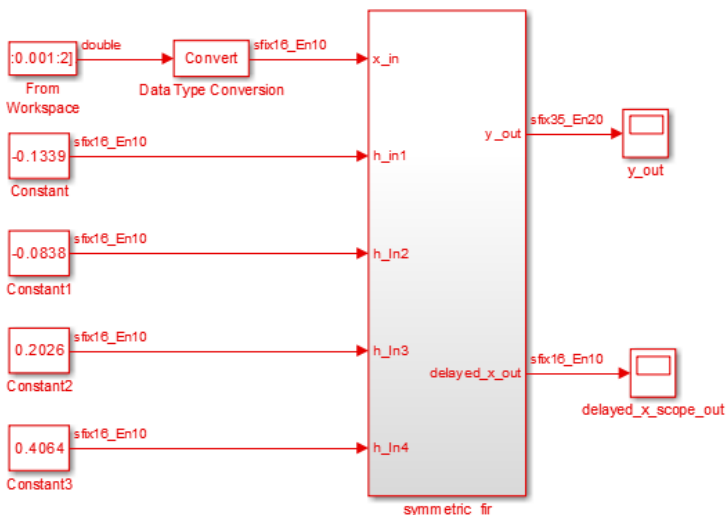 double
sfix16_En10
:0.001:2]
Convert
x_in
From
Workspace
Data Type Conversion
sfix16_En10
-0.1339
h_in1
Constant
sfix35_En20
y_out
y_out
sfix16_En10
-0.0838
h_In2
Constant1
sfix16_En10
0.2026
h_In3
Constant2
sfix16_En10
delayed_x_out
delayed_x_scope_out
sfix16_En10
0.4064
h_In4
Constant3
symmetric_fir